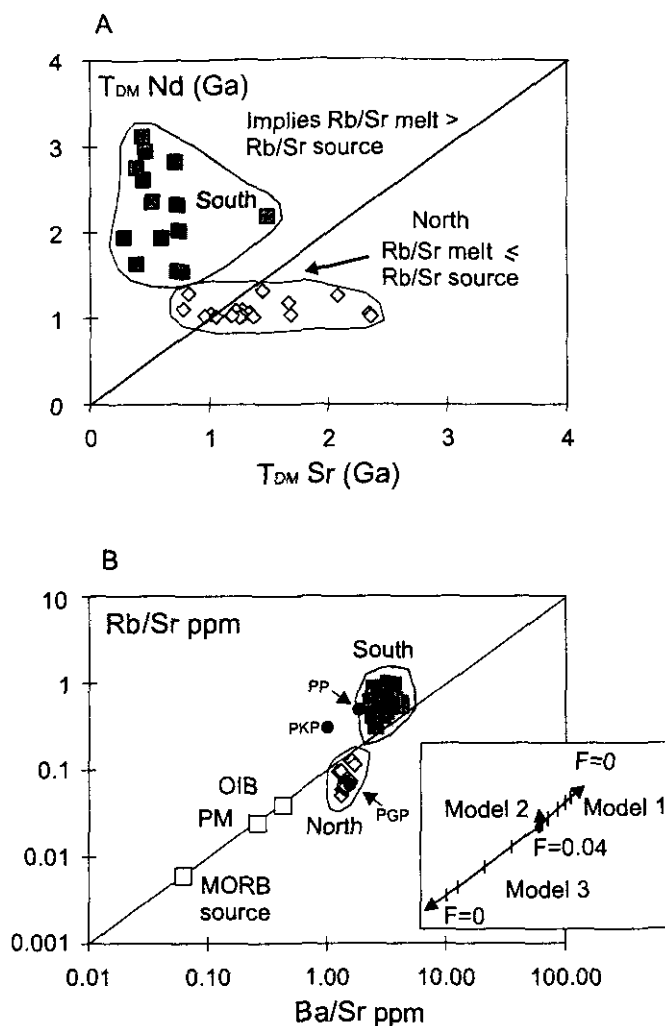 A
4
T_DM Nd (Ga)
Implies Rb/Sr melt >
Rb/Sr source
3
South
North
2
Rb/Sr melt ⩽
Rb/Sr source
1
0
0 1 2 3 4
T_DM Sr (Ga)
B
10
Rb/Sr ppm
South
1
PP
PKP
0.1
OIB
PM
North
PGP
F=0
Model 2
Model 1
F=0.04
Model 3
F=0
0.01
MORB
source
0.001
0.01 0.10 1.00 10.00 100.00
Ba/Sr ppm